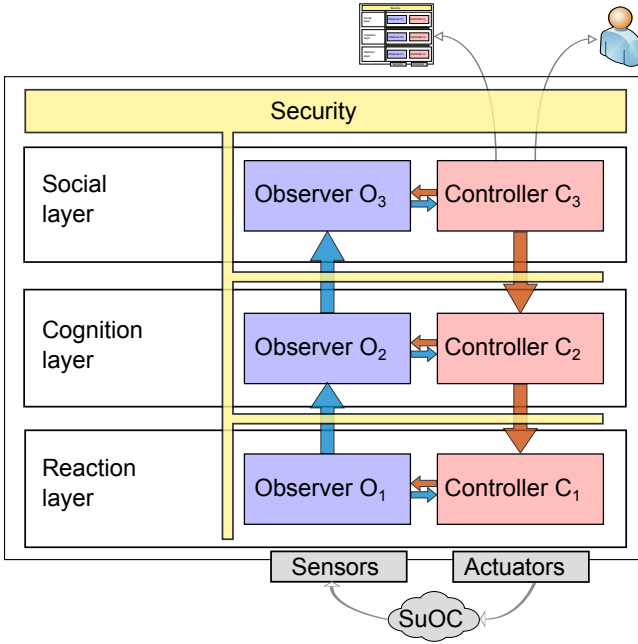 Security
Social
layer
Observer O3
Controller C3
Cognition
layer
Observer O2
Controller C2
Reaction
layer
Observer O1
Controller C1
Sensors
Actuators
SuOC